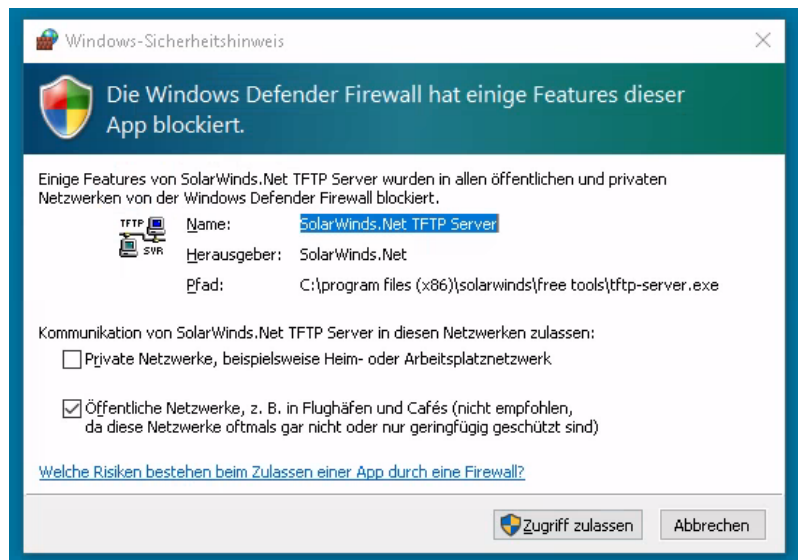 Windows-Sicherheitshinweis
Die Windows Defender Firewall hat einige Features dieser
App blockiert.
Einige Features von SolarWinds.Net TFTP Server wurden in allen öffentlichen und privaten
Netzwerken von der Windows Defender Firewall blockiert.
TFTP
SVR
Name: SolarWinds.Net TFTP Server
Herausgeber: SolarWinds.Net
Pfad: C:\program files (x86)\solarwinds\free tools\tftp-server.exe
Kommunikation von SolarWinds.Net TFTP Server in diesen Netzwerken zulassen:
Private Netzwerke, beispielsweise Heim- oder Arbeitsplatznetzwerk
Öffentliche Netzwerke, z. B. in Flughäfen und Cafés (nicht empfohlen,
da diese Netzwerke oftmals gar nicht oder nur geringfügig geschützt sind)
Welche Risiken bestehen beim Zulassen einer App durch eine Firewall?
Zugriff zulassen Abbrechen